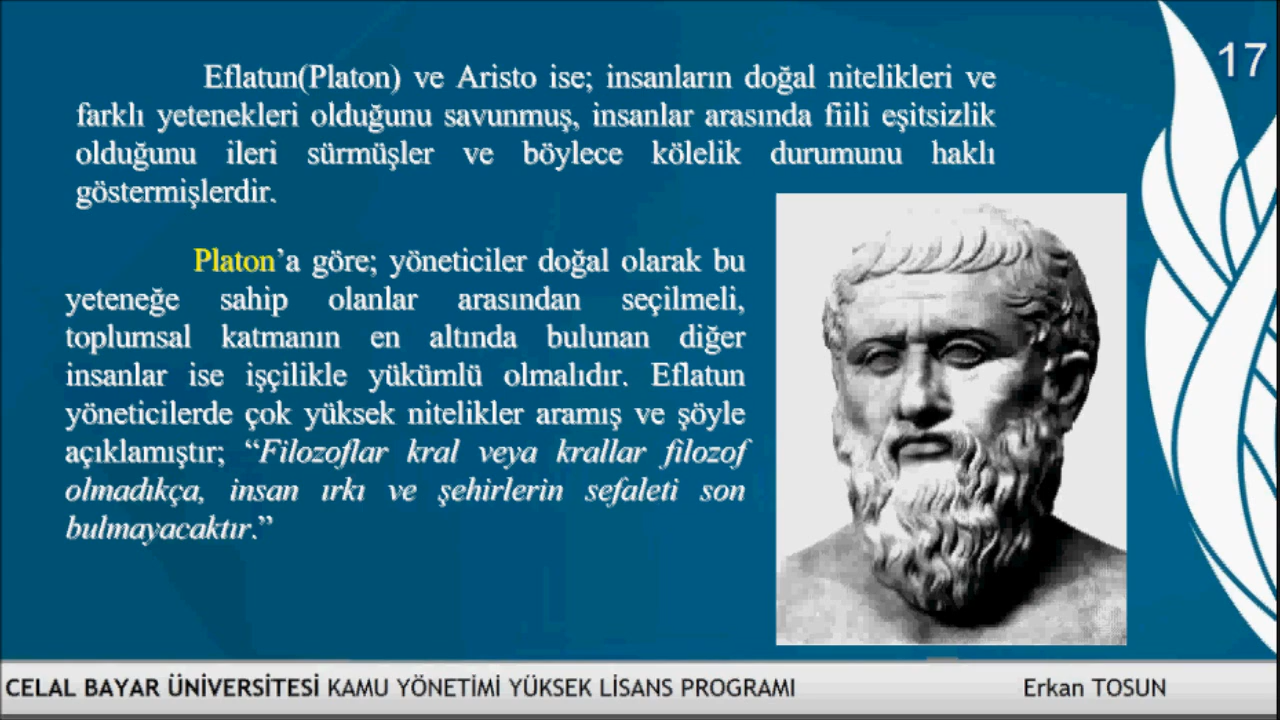 17
Eflatun(Platon) ve Aristo ise; insanların doğal nitelikleri ve
farklı yetenekleri olduğunu savunmuş, insanlar arasında fiili eşitsizlik
olduğunu ileri sürmüşler ve böylece kölelik durumunu haklı
göstermişlerdir.
Platon'a göre; yöneticiler doğal olarak bu
yeteneğe sahip olanlar arasından seçilmeli,
toplumsal katmanın en altında bulunan diğer
insanlar ise işçilikle yükümlü olmalıdır. Eflatun
yöneticilerde çok yüksek nitelikler aramış ve şöyle
açıklamıştır; “Filozoflar kral veya krallar filozof
olmadıkça, insan ırkı ve şehirlerin sefaleti son
bulmayacaktır.”
CELAL BAYAR ÜNİVERSİTESİ KAMU YÖNETİMİ YÜKSEK LİSANS PROGRAMI
Erkan TOSUN